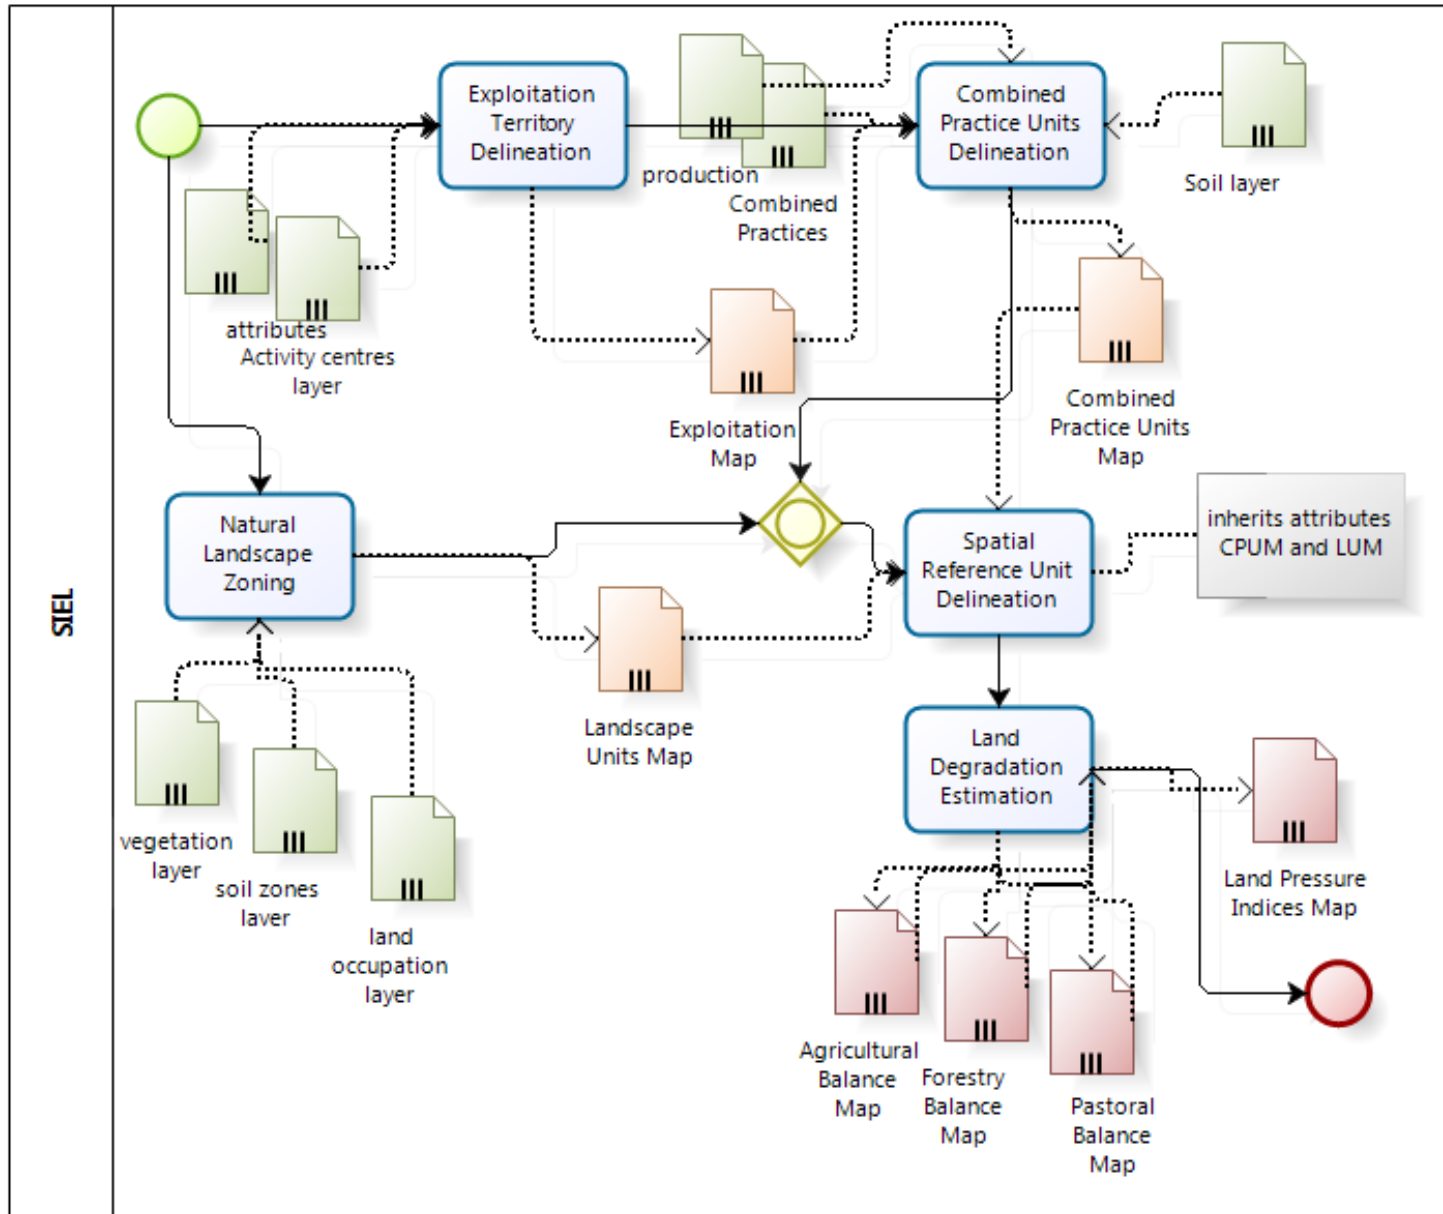 SIEL
Exploitation
Territory
Delineation
Combined
Practice Units
Delineation
production
Combined
Practices
Soil layer
attributes
Activity centres
layer
Exploitation
Map
Combined
Practice Units
Map
Natural
Landscape
Zoning
Spatial
Reference Unit
Delineation
inherits attributes
CPUM and LUM
Landscape
Units Map
Land
Degradation
Estimation
vegetation
layer
soil zones
layer
land
occupation
layer
Land Pressure
Indices Map
Agricultural
Balance
Map
Forestry
Balance
Map
Pastoral
Balance
Map